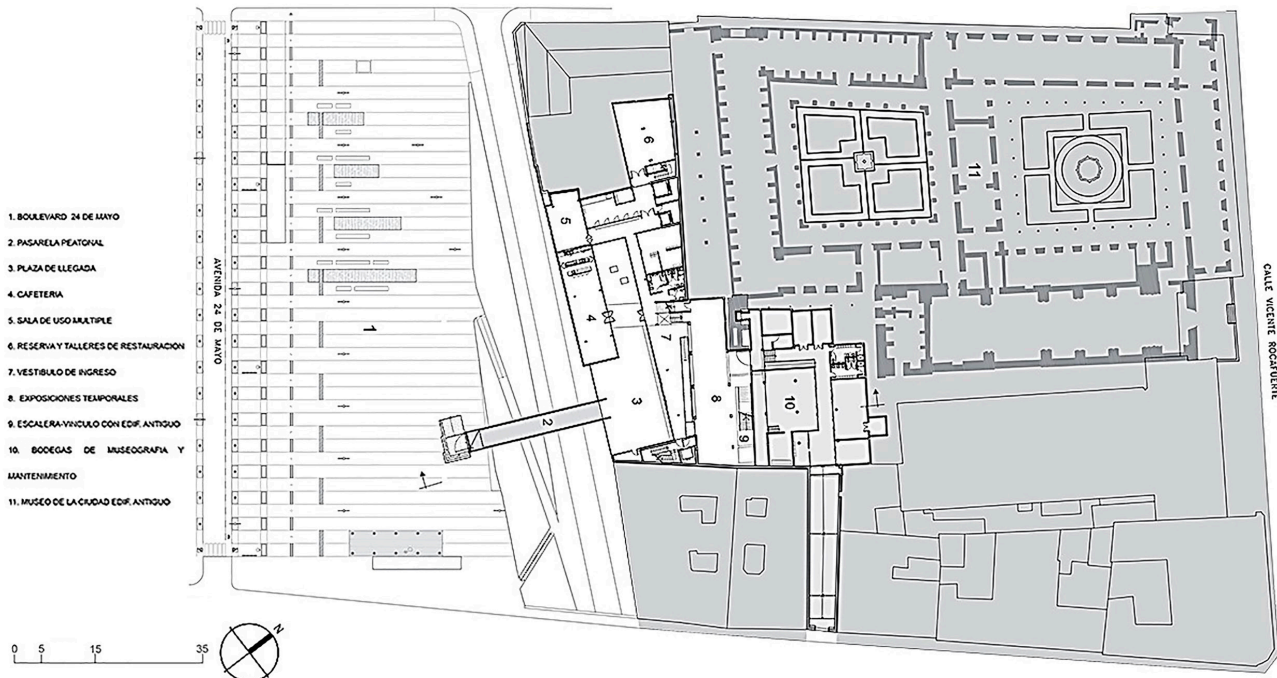 1. BOULEVARD 24 DE MAYO
2. PASARELA PEATONAL
3. PLAZA DE LLEGADA
4. CAFETERIA
5. SALA DE USO MULTIPLE
6. RESERVA Y TALLERES DE RESTAURACION
7. VESTIBULO DE INGRESO
8. EXPOSICIONES TEMPORALES
9. ESCALERA-VINCULO CON EDIF. ANTIGUO
10. BODEGAS DE MUSEOGRAFIA Y
MANTENIMIENTO
11. MUSEO DE LA CIUDAD EDIF. ANTIGUO
AVENIDA 24 DE MAYO
1
2
3
4
5
6
7
8
9
10
11
CALLE VICENTE ROCAFUERTE
0 5 15 35
N